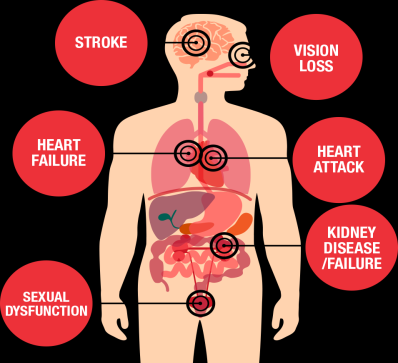 STROKE
VISION
LOSS
HEART
FAILURE
HEART
ATTACK
KIDNEY
DISEASE
/FAILURE
SEXUAL
DYSFUNCTION